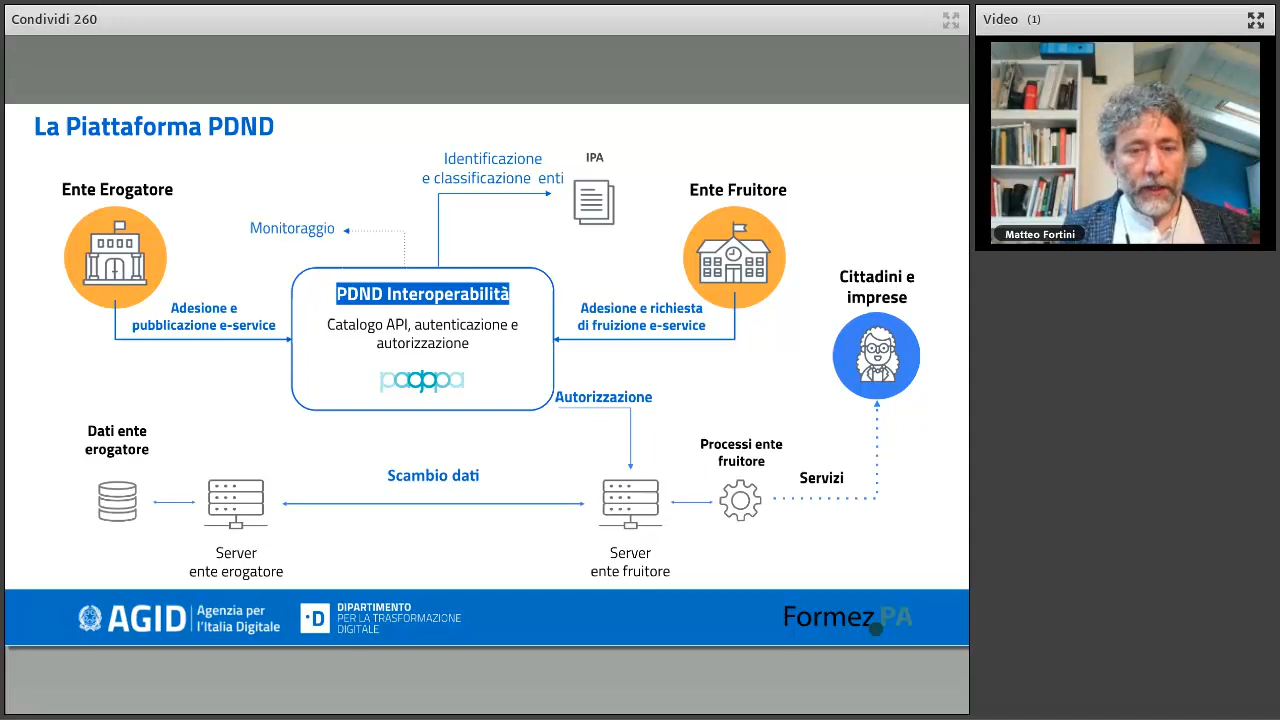 Condividi 260
Video (1)
La Piattaforma PDND
Identificazione
e classificazione enti
IPA
Ente Erogatore
Ente Fruitore
Monitoraggio
Matteo Fortini
Cittadini e
imprese
PDND Interoperabilità
Adesione e
pubblicazione e-service
Adesione e richiesta
di fruizione e-service
Catalogo API, autenticazione e
autorizzazione
pagopa
Autorizzazione
Dati ente
erogatore
Processi ente
fruitore
Scambio dati
Servizi
Server
ente erogatore
Server
ente fruitore
AGID
Agenzia per
l'Italia Digitale
·D
DIPARTIMENTO
PER LA TRASFORMAZIONE
DIGITALE
Formez PA